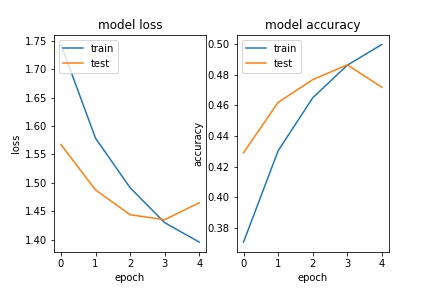 model loss
1.75
1.70
1.65
1.60
1.55
1.50
1.45
1.40
loss
train
test
0 1 2 3 4
epoch
model accuracy
0.50
0.48
0.46
0.44
0.42
0.40
0.38
accuracy
train
test
0 1 2 3 4
epoch